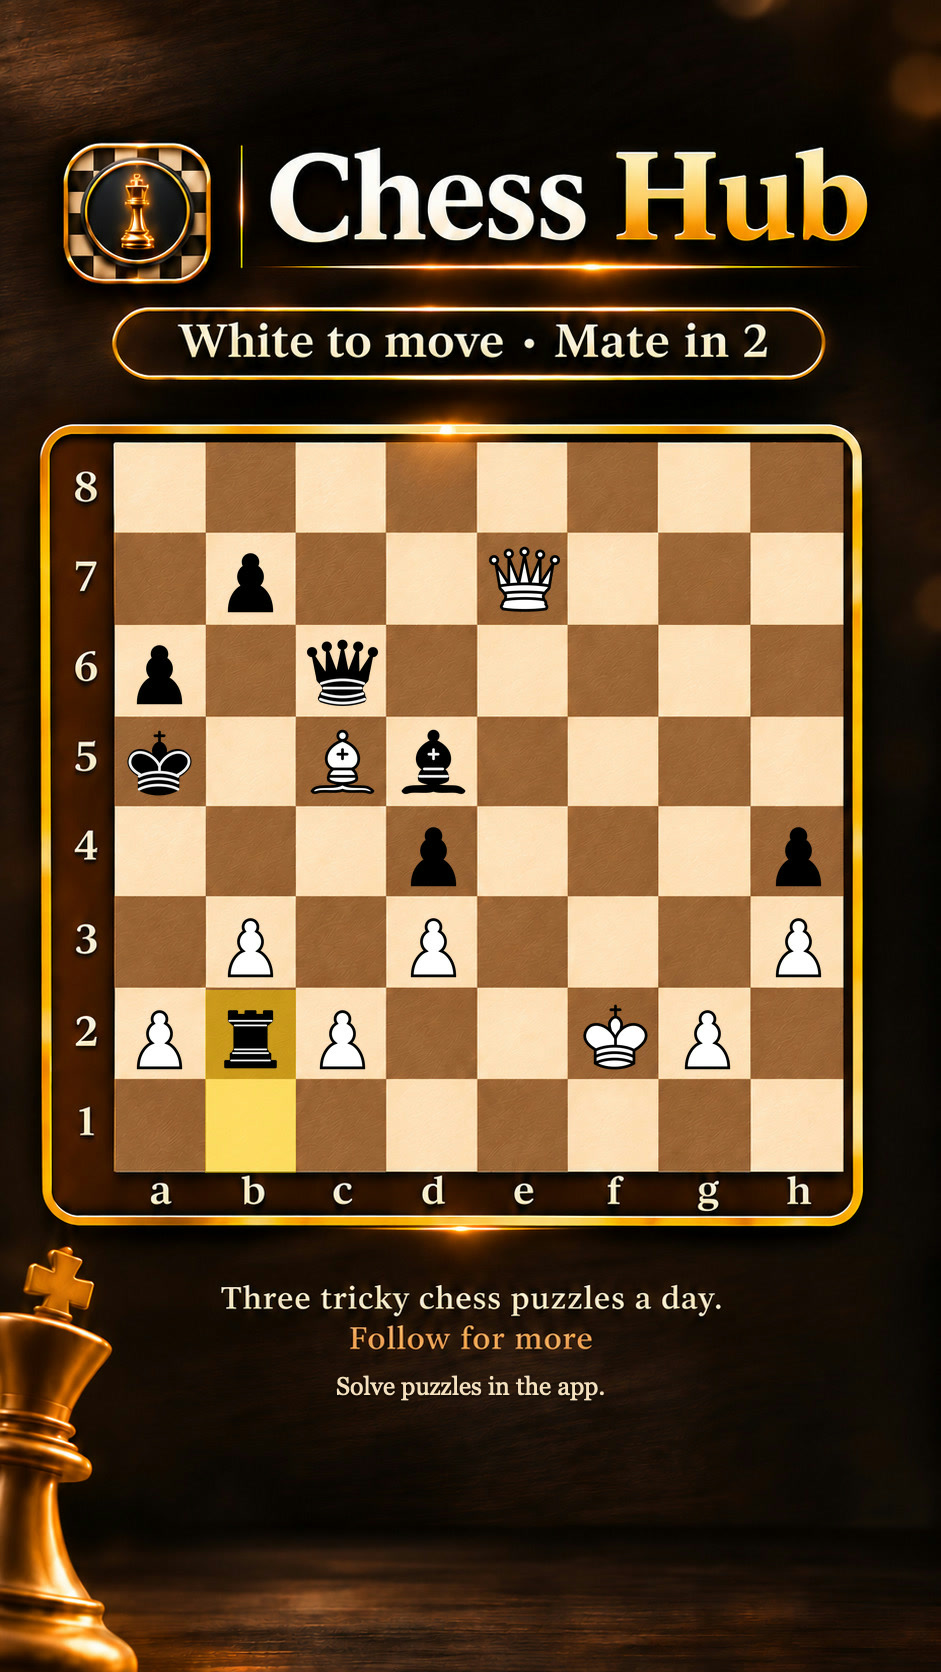 Chess Hub
White to move • Mate in 2
8
7
6
5
4
3
2
1
a b c d e f g h
Three tricky chess puzzles a day.
Follow for more
Solve puzzles in the app.